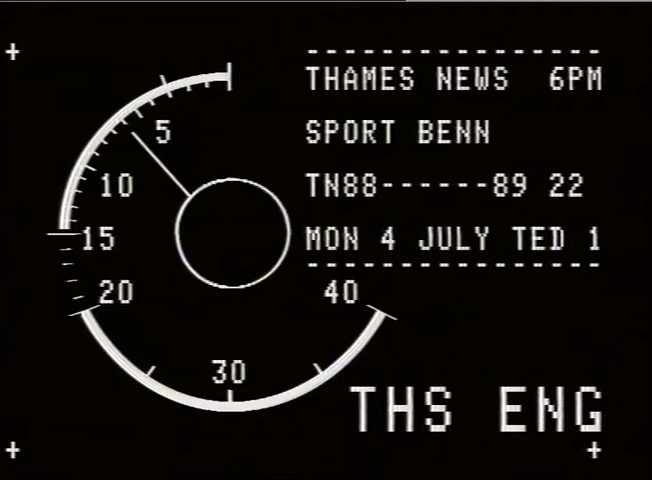 THAMES NEWS 6PM
SPORT BENN
TN88------89 22
MON 4 JULY TED 1
5
10
15
20
30
40
THS ENG